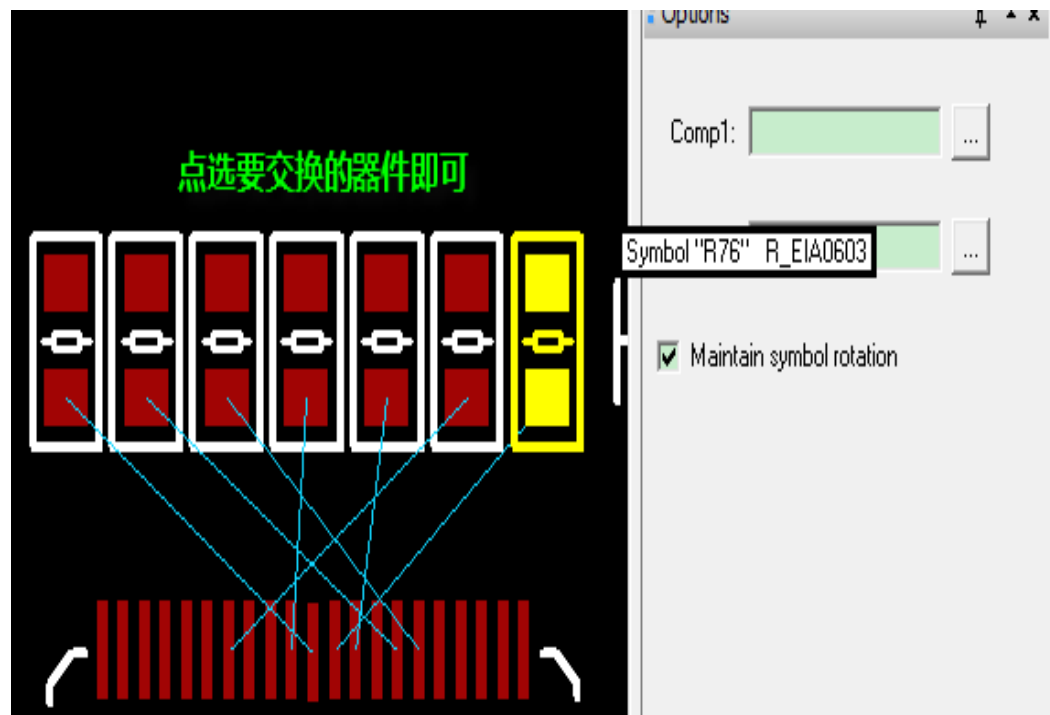 Options
点选要交换的器件即可
Comp1:
...
Symbol "R76" R_EIA0603
...
Maintain symbol rotation